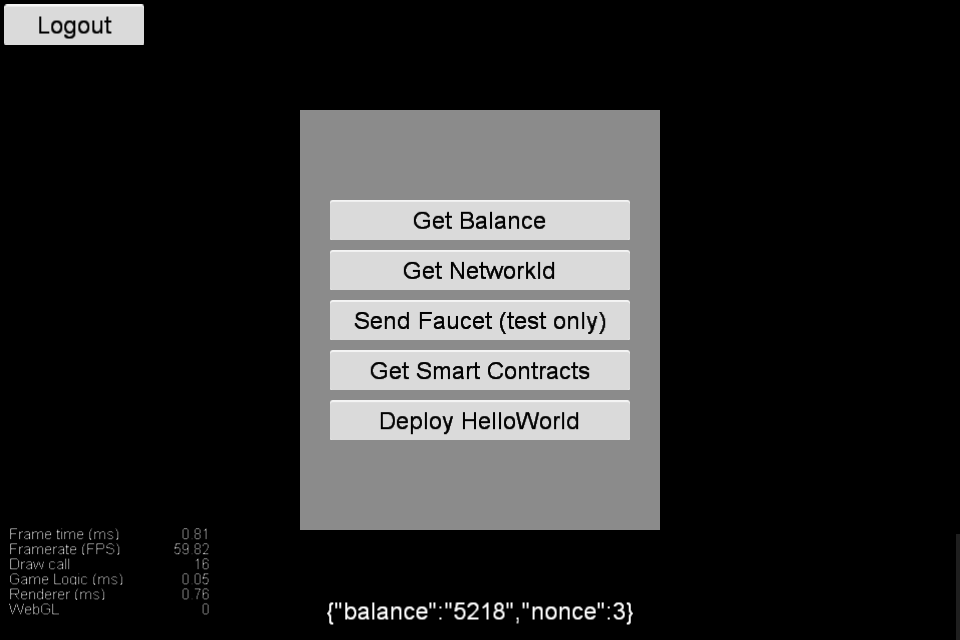 Logout
Get Balance
Get NetworkId
Send Faucet (test only)
Get Smart Contracts
Deploy HelloWorld
Frame time (ms) 0.81
Framerate (FPS) 59.82
Draw call 16
Game Logic (ms) 0.05
Renderer (ms) 0.76
WebGL 0
{"balance":"5218","nonce":3}